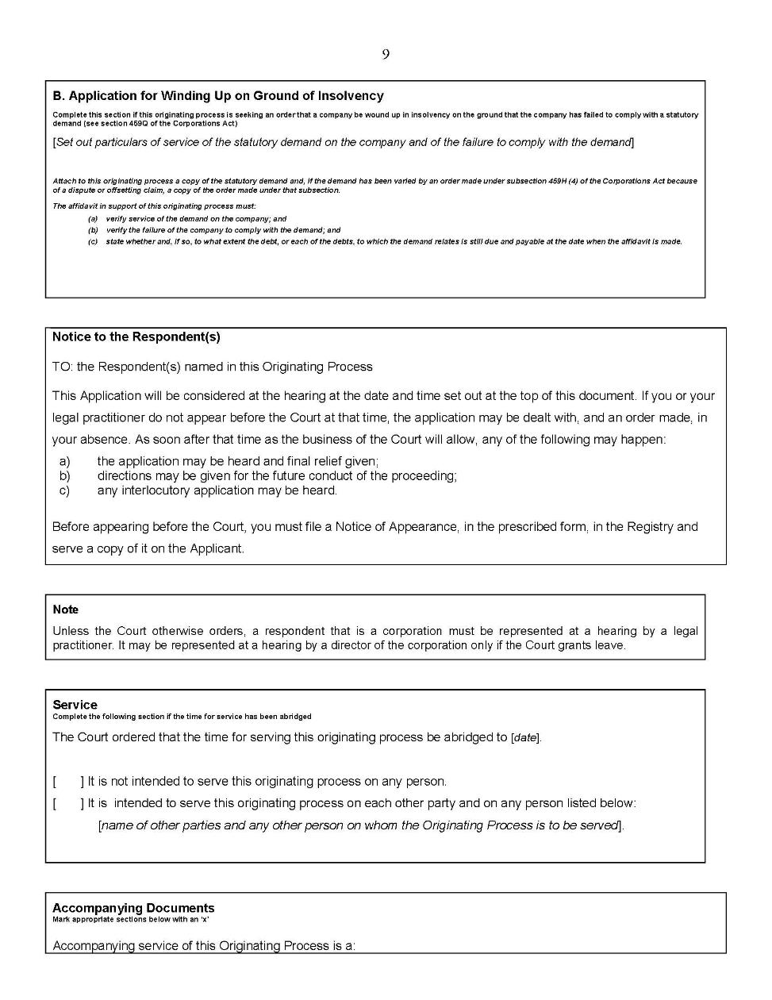 9
B. Application for Winding Up on Ground of Insolvency
Complete this section if this originating process is seeking an order that a company be wound up in insolvency on the ground that the company has failed to comply with a statutory
demand (see section 459Q of the Corporations Act)
[Set out particulars of service of the statutory demand on the company and of the failure to comply with the demand]
Attach to this originating process a copy of the statutory demand and, if the demand has been varied by an order made under subsection 459H (4) of the Corporations Act because
of a dispute or offsetting claim, a copy of the order made under that subsection.
The affidavit in support of this originating process must:
(a) verify service of the demand on the company; and
(b) verify the failure of the company to comply with the demand; and
(c) state whether and, if so, to what extent the debt, or each of the debts, to which the demand relates is still due and payable at the date when the affidavit is made.
Notice to the Respondent(s)
TO: the Respondent(s) named in this Originating Process
This Application will be considered at the hearing at the date and time set out at the top of this document. If you or your
legal practitioner do not appear before the Court at that time, the application may be dealt with, and an order made, in
your absence. As soon after that time as the business of the Court will allow, any of the following may happen:
a) the application may be heard and final relief given;
b) directions may be given for the future conduct of the proceeding;
c) any interlocutory application may be heard.
Before appearing before the Court, you must file a Notice of Appearance, in the prescribed form, in the Registry and
serve a copy of it on the Applicant.
Note
Unless the Court otherwise orders, a respondent that is a corporation must be represented at a hearing by a legal
practitioner. It may be represented at a hearing by a director of the corporation only if the Court grants leave.
Service
Complete the following section if the time for service has been abridged
The Court ordered that the time for serving this originating process be abridged to [date].
[ ] It is not intended to serve this originating process on any person.
[ ] It is intended to serve this originating process on each other party and on any person listed below:
[name of other parties and any other person on whom the Originating Process is to be served].
Accompanying Documents
Mark appropriate sections below with an 'x'
Accompanying service of this Originating Process is a: